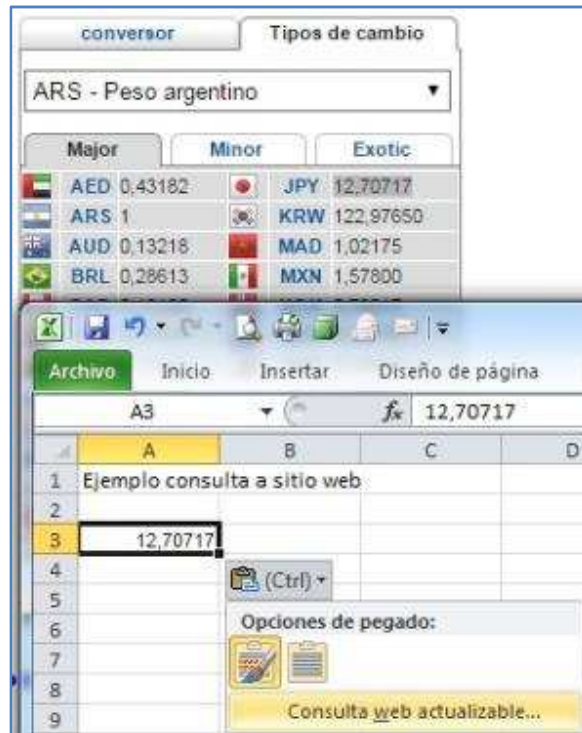 conversor Tipos de cambio
ARS - Peso argentino
Major Minor Exotic
AED 0,43182 JPY 12,70717
ARS 1 KRW 122,97650
AUD 0,13218 MAD 1,02175
BRL 0,28613 MXN 1,57800
Archivo Inicio Insertar Diseño de página
A3 fx 12,70717
A B C D
1 Ejemplo consulta a sitio web
2
3 12,70717
4
(Ctrl)
5
6 Opciones de pegado:
7
8
9 Consulta web actualizable...